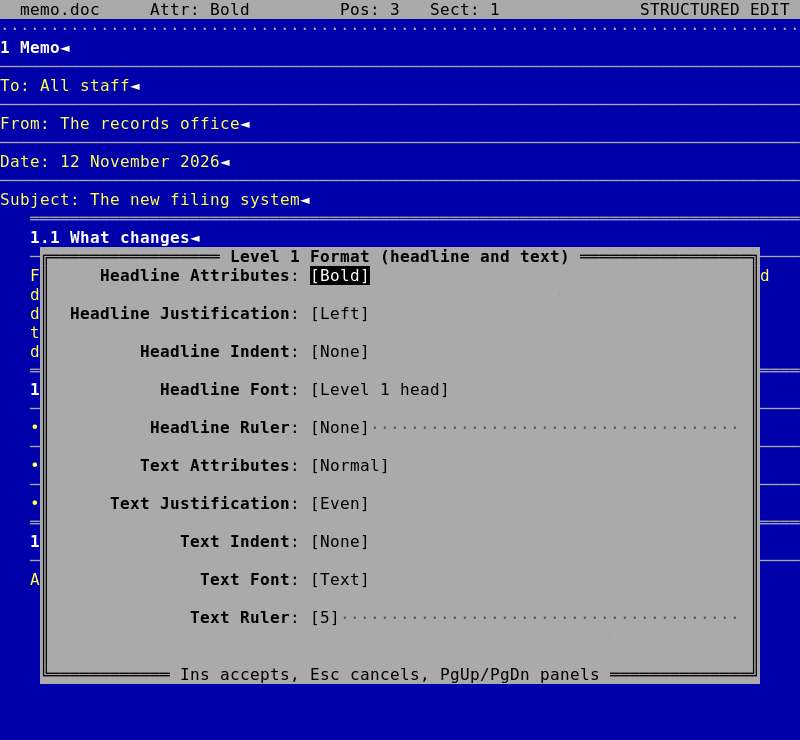 memo.doc Attr: Bold Pos: 3 Sect: 1 STRUCTURED EDIT
1 Memo◄
To: All staff◄
From: The records office◄
Date: 12 November 2026◄
Subject: The new filing system◄
1.1 What changes◄
Level 1 Format (headline and text)
F Headline Attributes: [Bold] d
d
d Headline Justification: [Left]
t
d Headline Indent: [None]
1 Headline Font: [Level 1 head]
• Headline Ruler: [None]
• Text Attributes: [Normal]
• Text Justification: [Even]
1 Text Indent: [None]
A Text Font: [Text]
Text Ruler: [5]
Ins accepts, Esc cancels, PgUp/PgDn panels